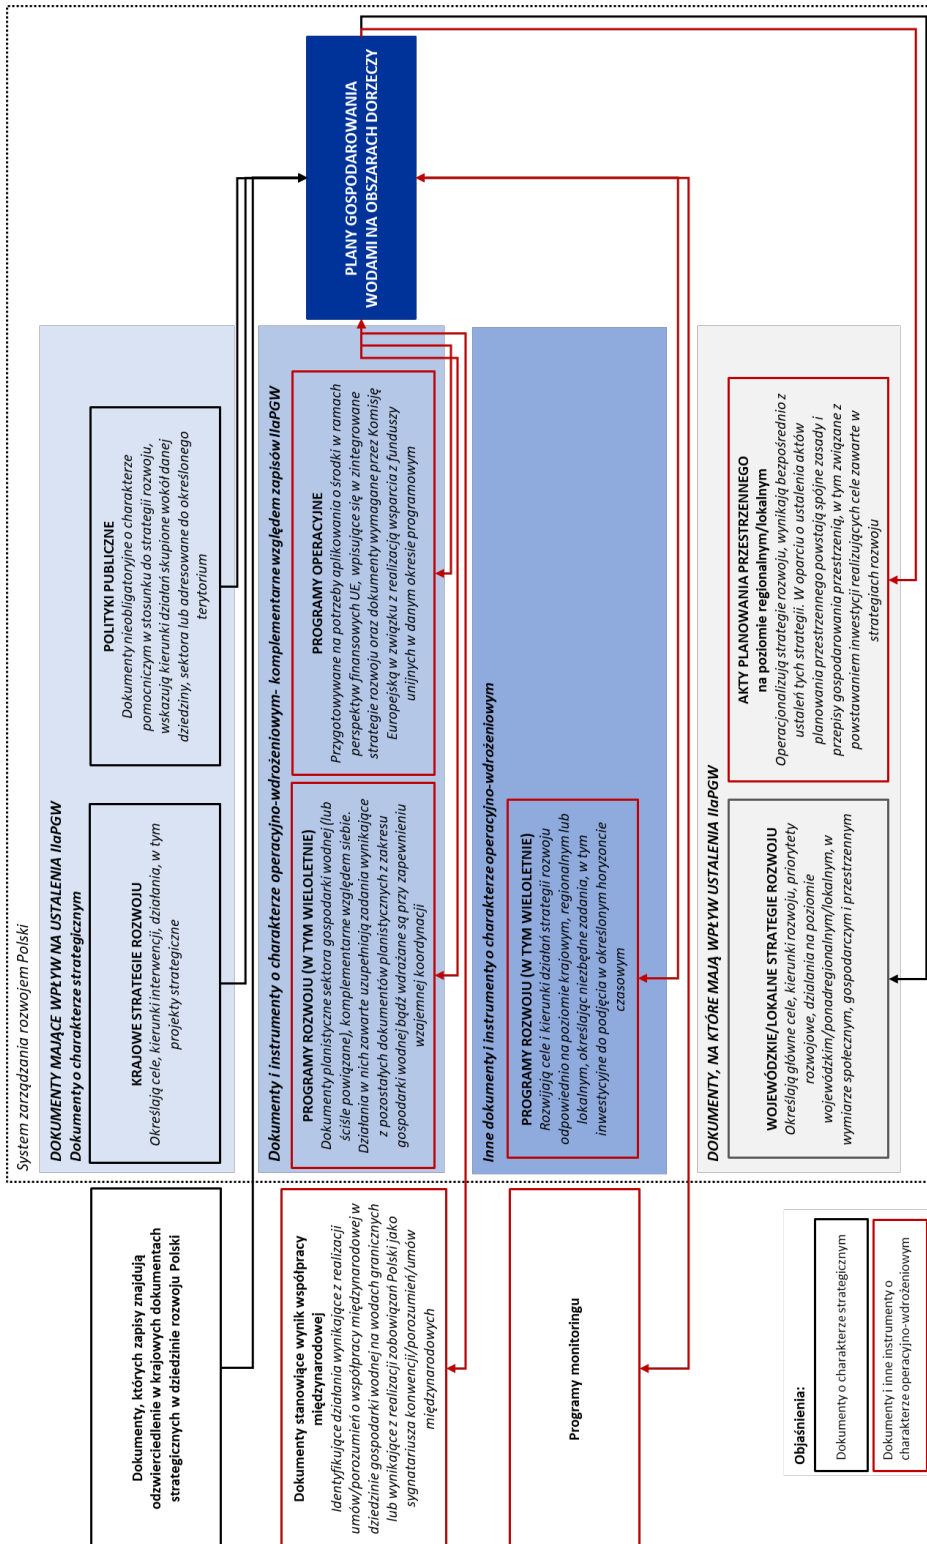 System zarządzania rozwojem Polski
DOKUMENTY MAJĄCE WPŁYW NA USTALENIA IIaPGW
Dokumenty o charakterze strategicznym
KRAJOWE STRATEGIE ROZWOJU
Określają cele, kierunki interwencji, działania, w tym
projekty strategiczne
POLITYKI PUBLICZNE
Dokumenty nieobligatoryjne o charakterze
pomocniczym w stosunku do strategii rozwoju,
wskazują kierunki działań skupione wokół danej
dziedziny, sektora lub adresowane do określonego
terytorium
PLANY GOSPODAROWANIA
WODAMI NA OBSZARACH DORZECZY
Dokumenty, których zapisy znajdują
odzwierciedlenie w krajowych dokumentach
strategicznych w dziedzinie rozwoju Polski
Dokumenty i instrumenty o charakterze operacyjno-wdrożeniowym- komplementarne względem zapisów IIaPGW
PROGRAMY ROZWOJU (W TYM WIELOLETNIE)
Dokumenty planistyczne sektora gospodarki wodnej (lub
ściśle powiązane), komplementarne względem siebie.
Działania w nich zawarte uzupełniają zadania wynikające
z pozostałych dokumentów planistycznych z zakresu
gospodarki wodnej bądź wdrażane są przy zapewnieniu
wzajemnej koordynacji
PROGRAMY OPERACYJNE
Przygotowywane na potrzeby aplikowania o środki w ramach
perspektyw finansowych UE, wpisujące się w zintegrowane
strategie rozwoju oraz dokumenty wymagane przez Komisję
Europejską w związku z realizacją wsparcia z funduszy
unijnych w danym okresie programowym
Dokumenty stanowiące wynik współpracy
międzynarodowej
Identyfikujące działania wynikające z realizacji
umów/porozumień o współpracy międzynarodowej w
dziedzinie gospodarki wodnej na wodach granicznych
lub wynikające z realizacji zobowiązań Polski jako
sygnatariusza konwencji/porozumień/umów
międzynarodowych
Inne dokumenty i instrumenty o charakterze operacyjno-wdrożeniowym
PROGRAMY ROZWOJU (W TYM WIELOLETNIE)
Rozwijają cele i kierunki działań strategii rozwoju
odpowiednio na poziomie krajowym, regionalnym lub
lokalnym, określając niezbędne zadania, w tym
inwestycyjne do podjęcia w określonym horyzoncie
czasowym
Programy monitoringu
DOKUMENTY, NA KTÓRE MAJĄ WPŁYW USTALENIA IIaPGW
WOJEWÓDZKIE/LOKALNE STRATEGIE ROZWOJU
Określają główne cele, kierunki rozwoju, priorytety
rozwojowe, działania na poziomie
wojewódzkim/ponadregionalnym/lokalnym, w
wymiarze społecznym, gospodarczym i przestrzennym
AKTY PLANOWANIA PRZESTRZENNEGO
na poziomie regionalnym/lokalnym
Operacjonalizują strategie rozwoju, wynikają bezpośrednio z
ustaleń tych strategii. W oparciu o ustalenia aktów
planowania przestrzennego powstają spójne zasady i
przepisy gospodarowania przestrzenią, w tym związane z
powstawaniem inwestycji realizujących cele zawarte w
strategiach rozwoju
Objaśnienia:
Dokumenty o charakterze strategicznym
Dokumenty i inne instrumenty o
charakterze operacyjno-wdrożeniowym